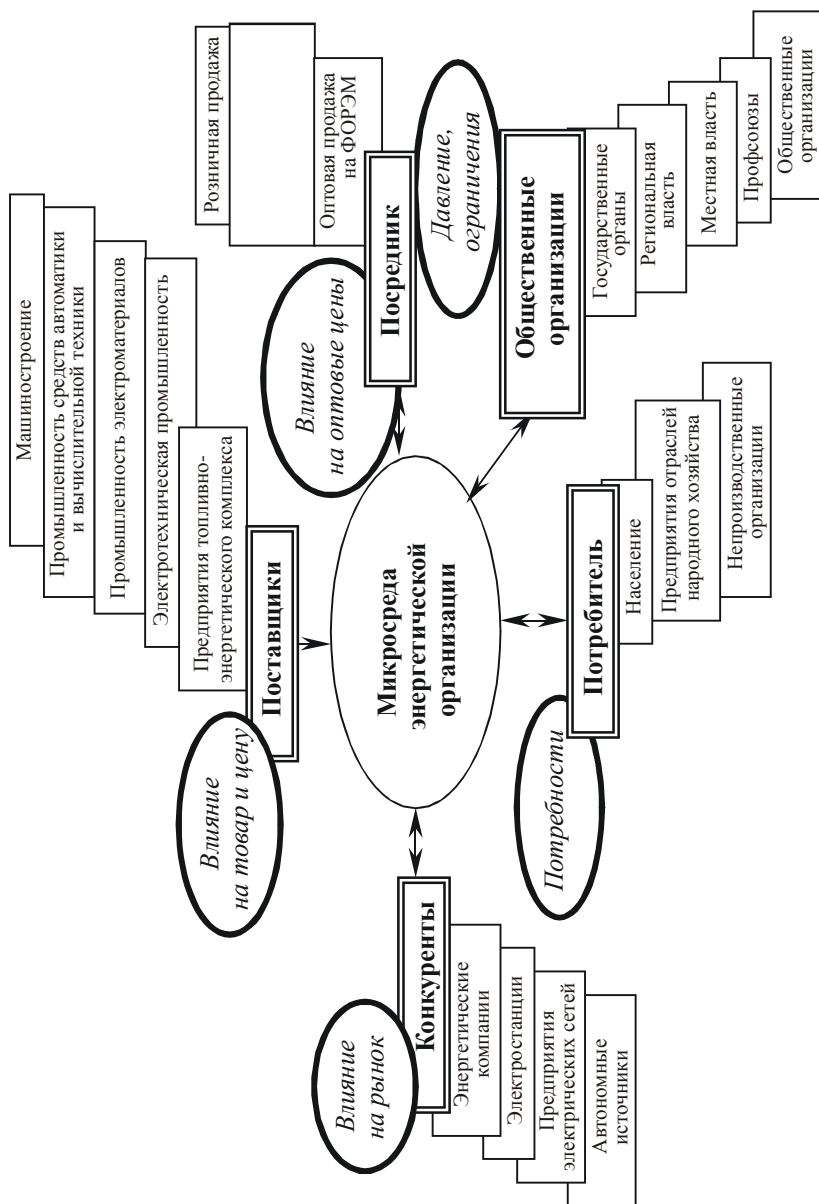 Машиностроение
Промышленность средств автоматики
и вычислительной техники
Промышленность электроматериалов
Электротехническая промышленность
Предприятия топливно-
энергетического комплекса
Поставщики
Влияние
на товар и цену
Розничная продажа
Оптовая продажа
на ФОРЭМ
Посредник
Влияние
на оптовые цены
Влияние
на рынок
Конкуренты
Энергетические
компании
Электростанции
Предприятия
электрических сетей
Автономные
источники
Микросреда
энергетической
организации
Давление,
ограничения
Общественные
организации
Государственные
органы
Региональная
власть
Местная власть
Профсоюзы
Общественные
организации
Потребности
Потребитель
Население
Предприятия отраслей
народного хозяйства
Непроизводственные
организации